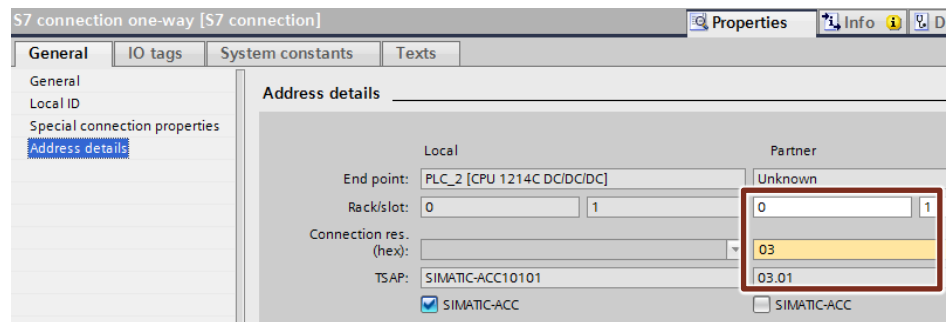 S7 connection one-way [S7 connection]
Properties
Info
D
General
IO tags
System constants
Texts
General
Local ID
Special connection properties
Address details
Address details
Local
Partner
End point:
PLC_2 [CPU 1214C DC/DC/DC]
Unknown
Rack/slot:
0
1
0
1
Connection res.
(hex):
03
TSAP:
SIMATIC-ACC10101
03.01
SIMATIC-ACC
SIMATIC-ACC